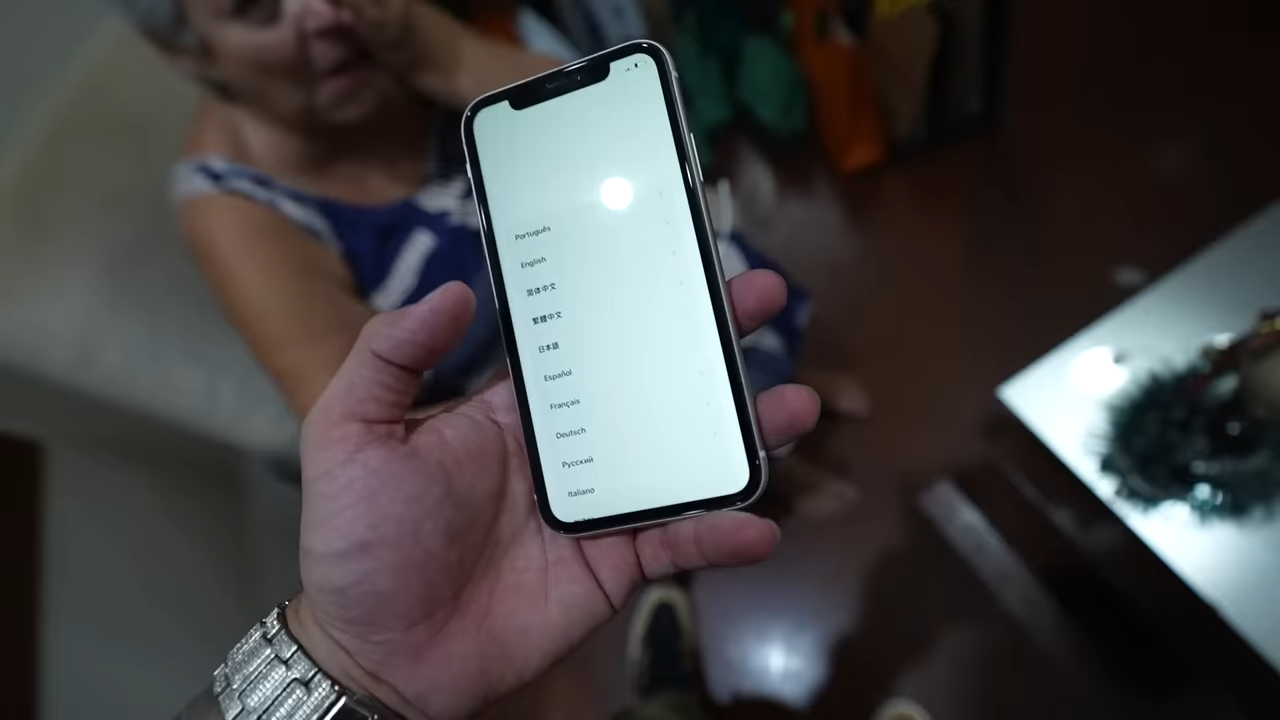 Português
English
简体中文
繁體中文
日本語
Español
Français
Deutsch
Русский
Italiano